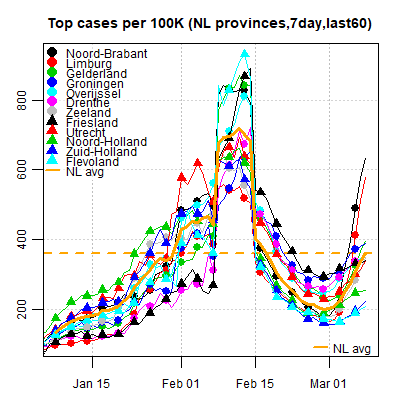 Top cases per 100K (NL provinces,7day,last60)
Noord-Brabant
Limburg
Gelderland
Groningen
Overijssel
Drenthe
Zeeland
Friesland
Utrecht
Noord-Holland
Zuid-Holland
Flevoland
NL avg
800
600
400
200
NL avg
Jan 15 Feb 01 Feb 15 Mar 01